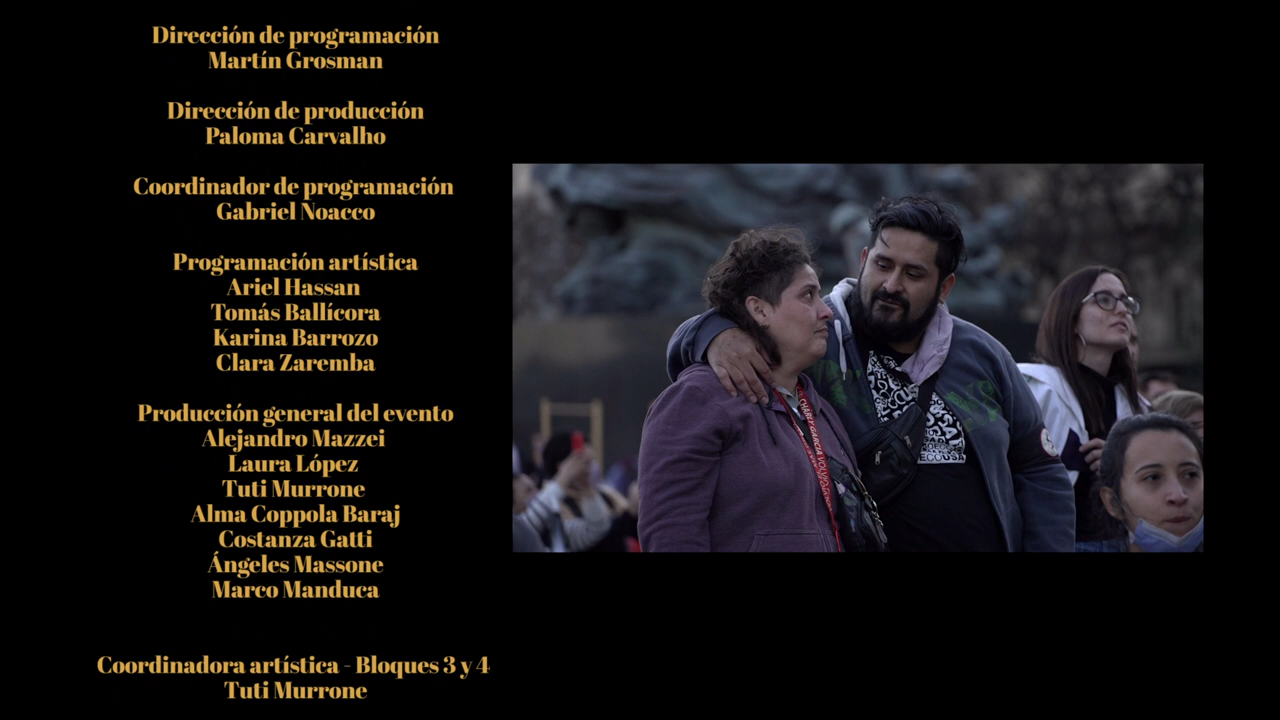 Dirección de programación
Martín Grosman
Dirección de producción
Paloma Carvalho
Coordinador de programación
Gabriel Noacco
Programación artística
Ariel Hassan
Tomás Ballícora
Karina Barrozo
Clara Zaremba
Producción general del evento
Alejandro Mazzei
Laura López
Tuti Murrone
Alma Coppola Baraj
Costanza Gatti
Ángeles Massone
Marco Manduca
Coordinadora artística - Bloques 3 y 4
Tuti Murrone
CHARLY GARCIA